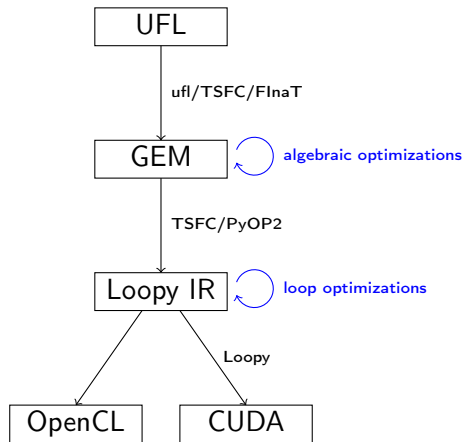 UFL
ufl/TSFC/FInaT
GEM
algebraic optimizations
TSFC/PyOP2
Loopy IR
loop optimizations
Loopy
OpenCL
CUDA